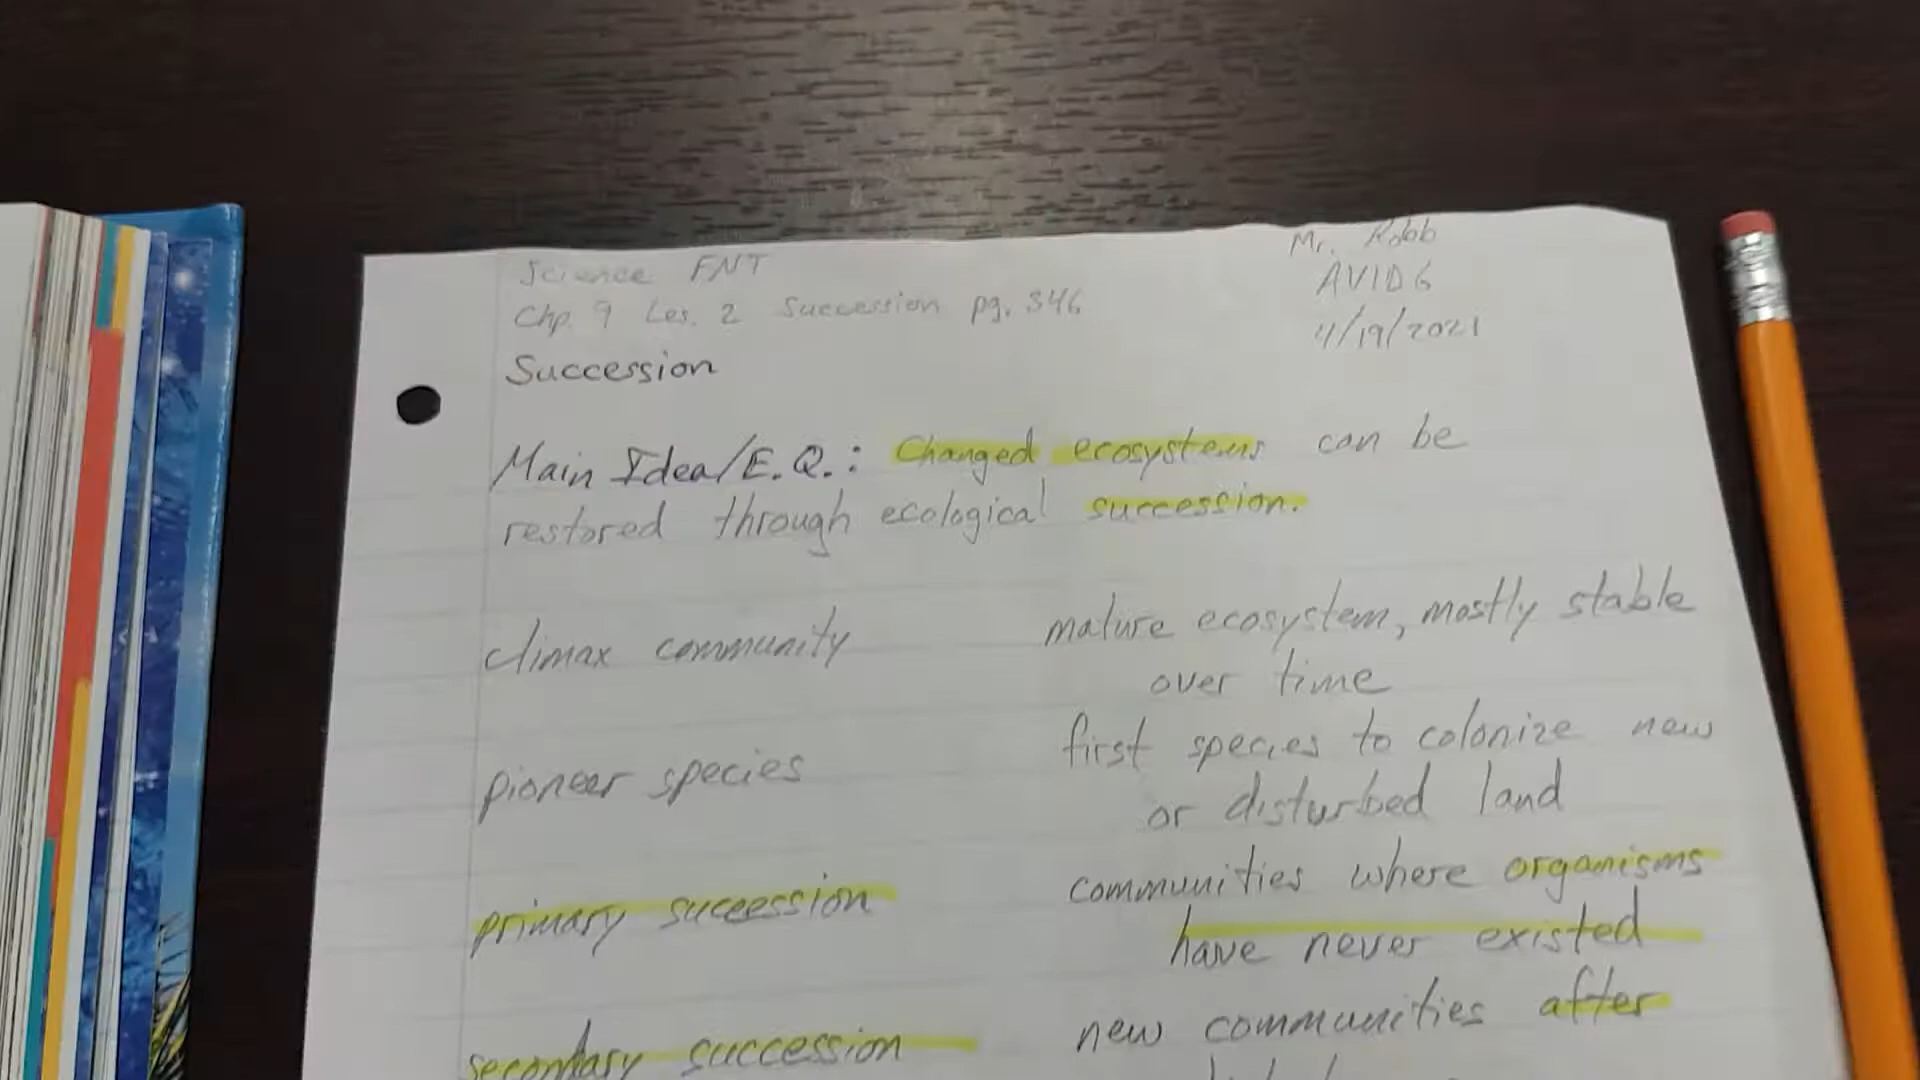 Science FNT
Mr. Robb
Chp. 9 Les. 2 Succession pg. 346
AVID 6
4/19/2021
Succession
Main Idea/E.Q.: Changed ecosystems can be
restored through ecological succession.
climax community
mature ecosystem, mostly stable
over time
pioneer species
first species to colonize new
or disturbed land
primary succession
communities where organisms
have never existed
secondary succession
new communities after